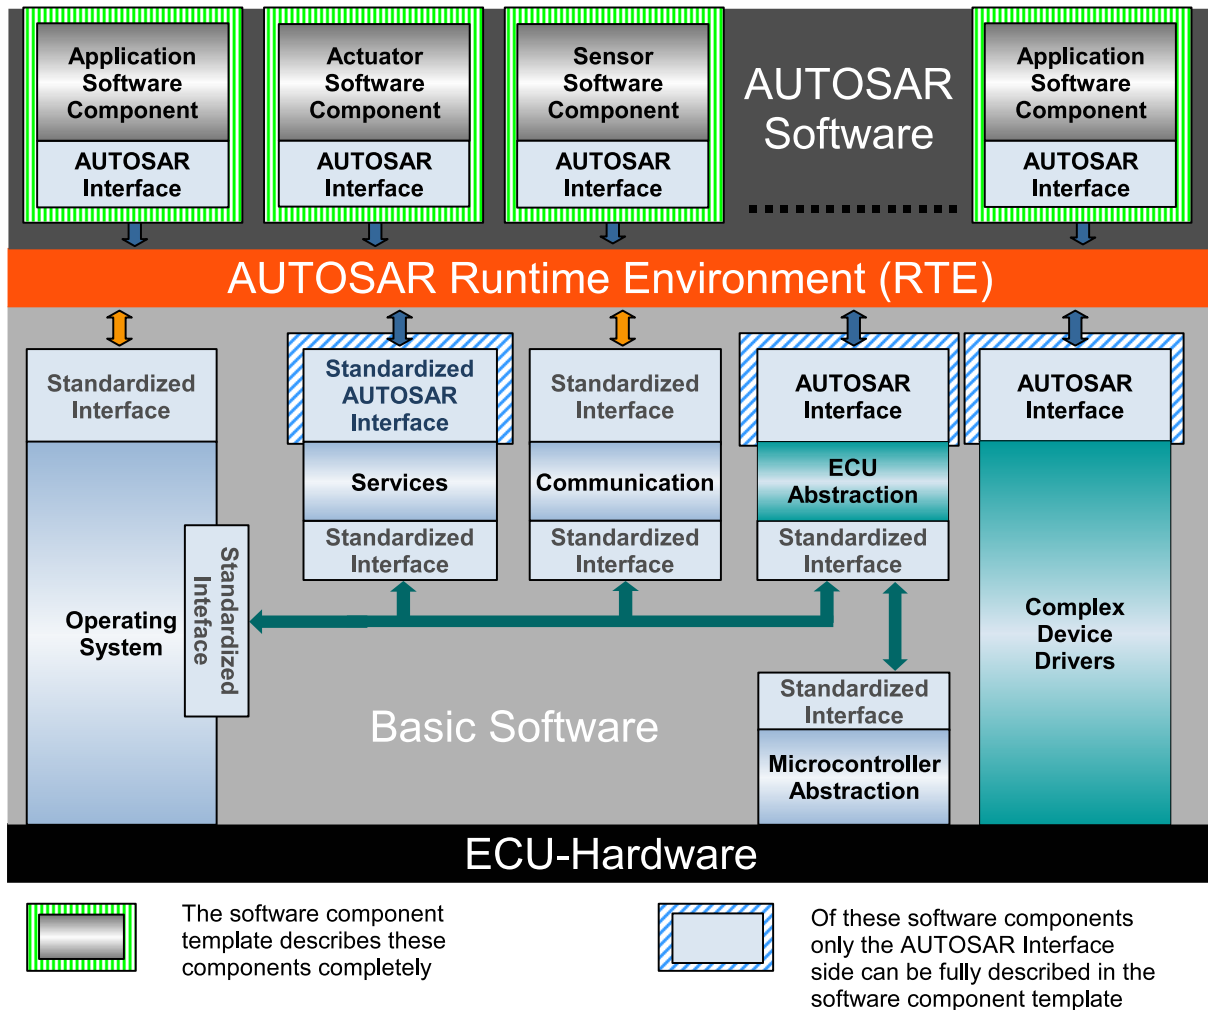 Application
Software
Component
AUTOSAR
Interface
Actuator
Software
Component
AUTOSAR
Interface
Sensor
Software
Component
AUTOSAR
Interface
AUTOSAR
Software
Application
Software
Component
AUTOSAR
Interface
AUTOSAR Runtime Environment (RTE)
Standardized
Interface
Operating
System
Standardized
Inteface
Standardized
AUTOSAR
Interface
Services
Standardized
Interface
Standardized
Interface
Communication
Standardized
Interface
AUTOSAR
Interface
ECU
Abstraction
Standardized
Interface
Standardized
Interface
Microcontroller
Abstraction
AUTOSAR
Interface
Complex
Device
Drivers
Basic Software
ECU-Hardware
The software component
template describes these
components completely
Of these software components
only the AUTOSAR Interface
side can be fully described in the
software component template